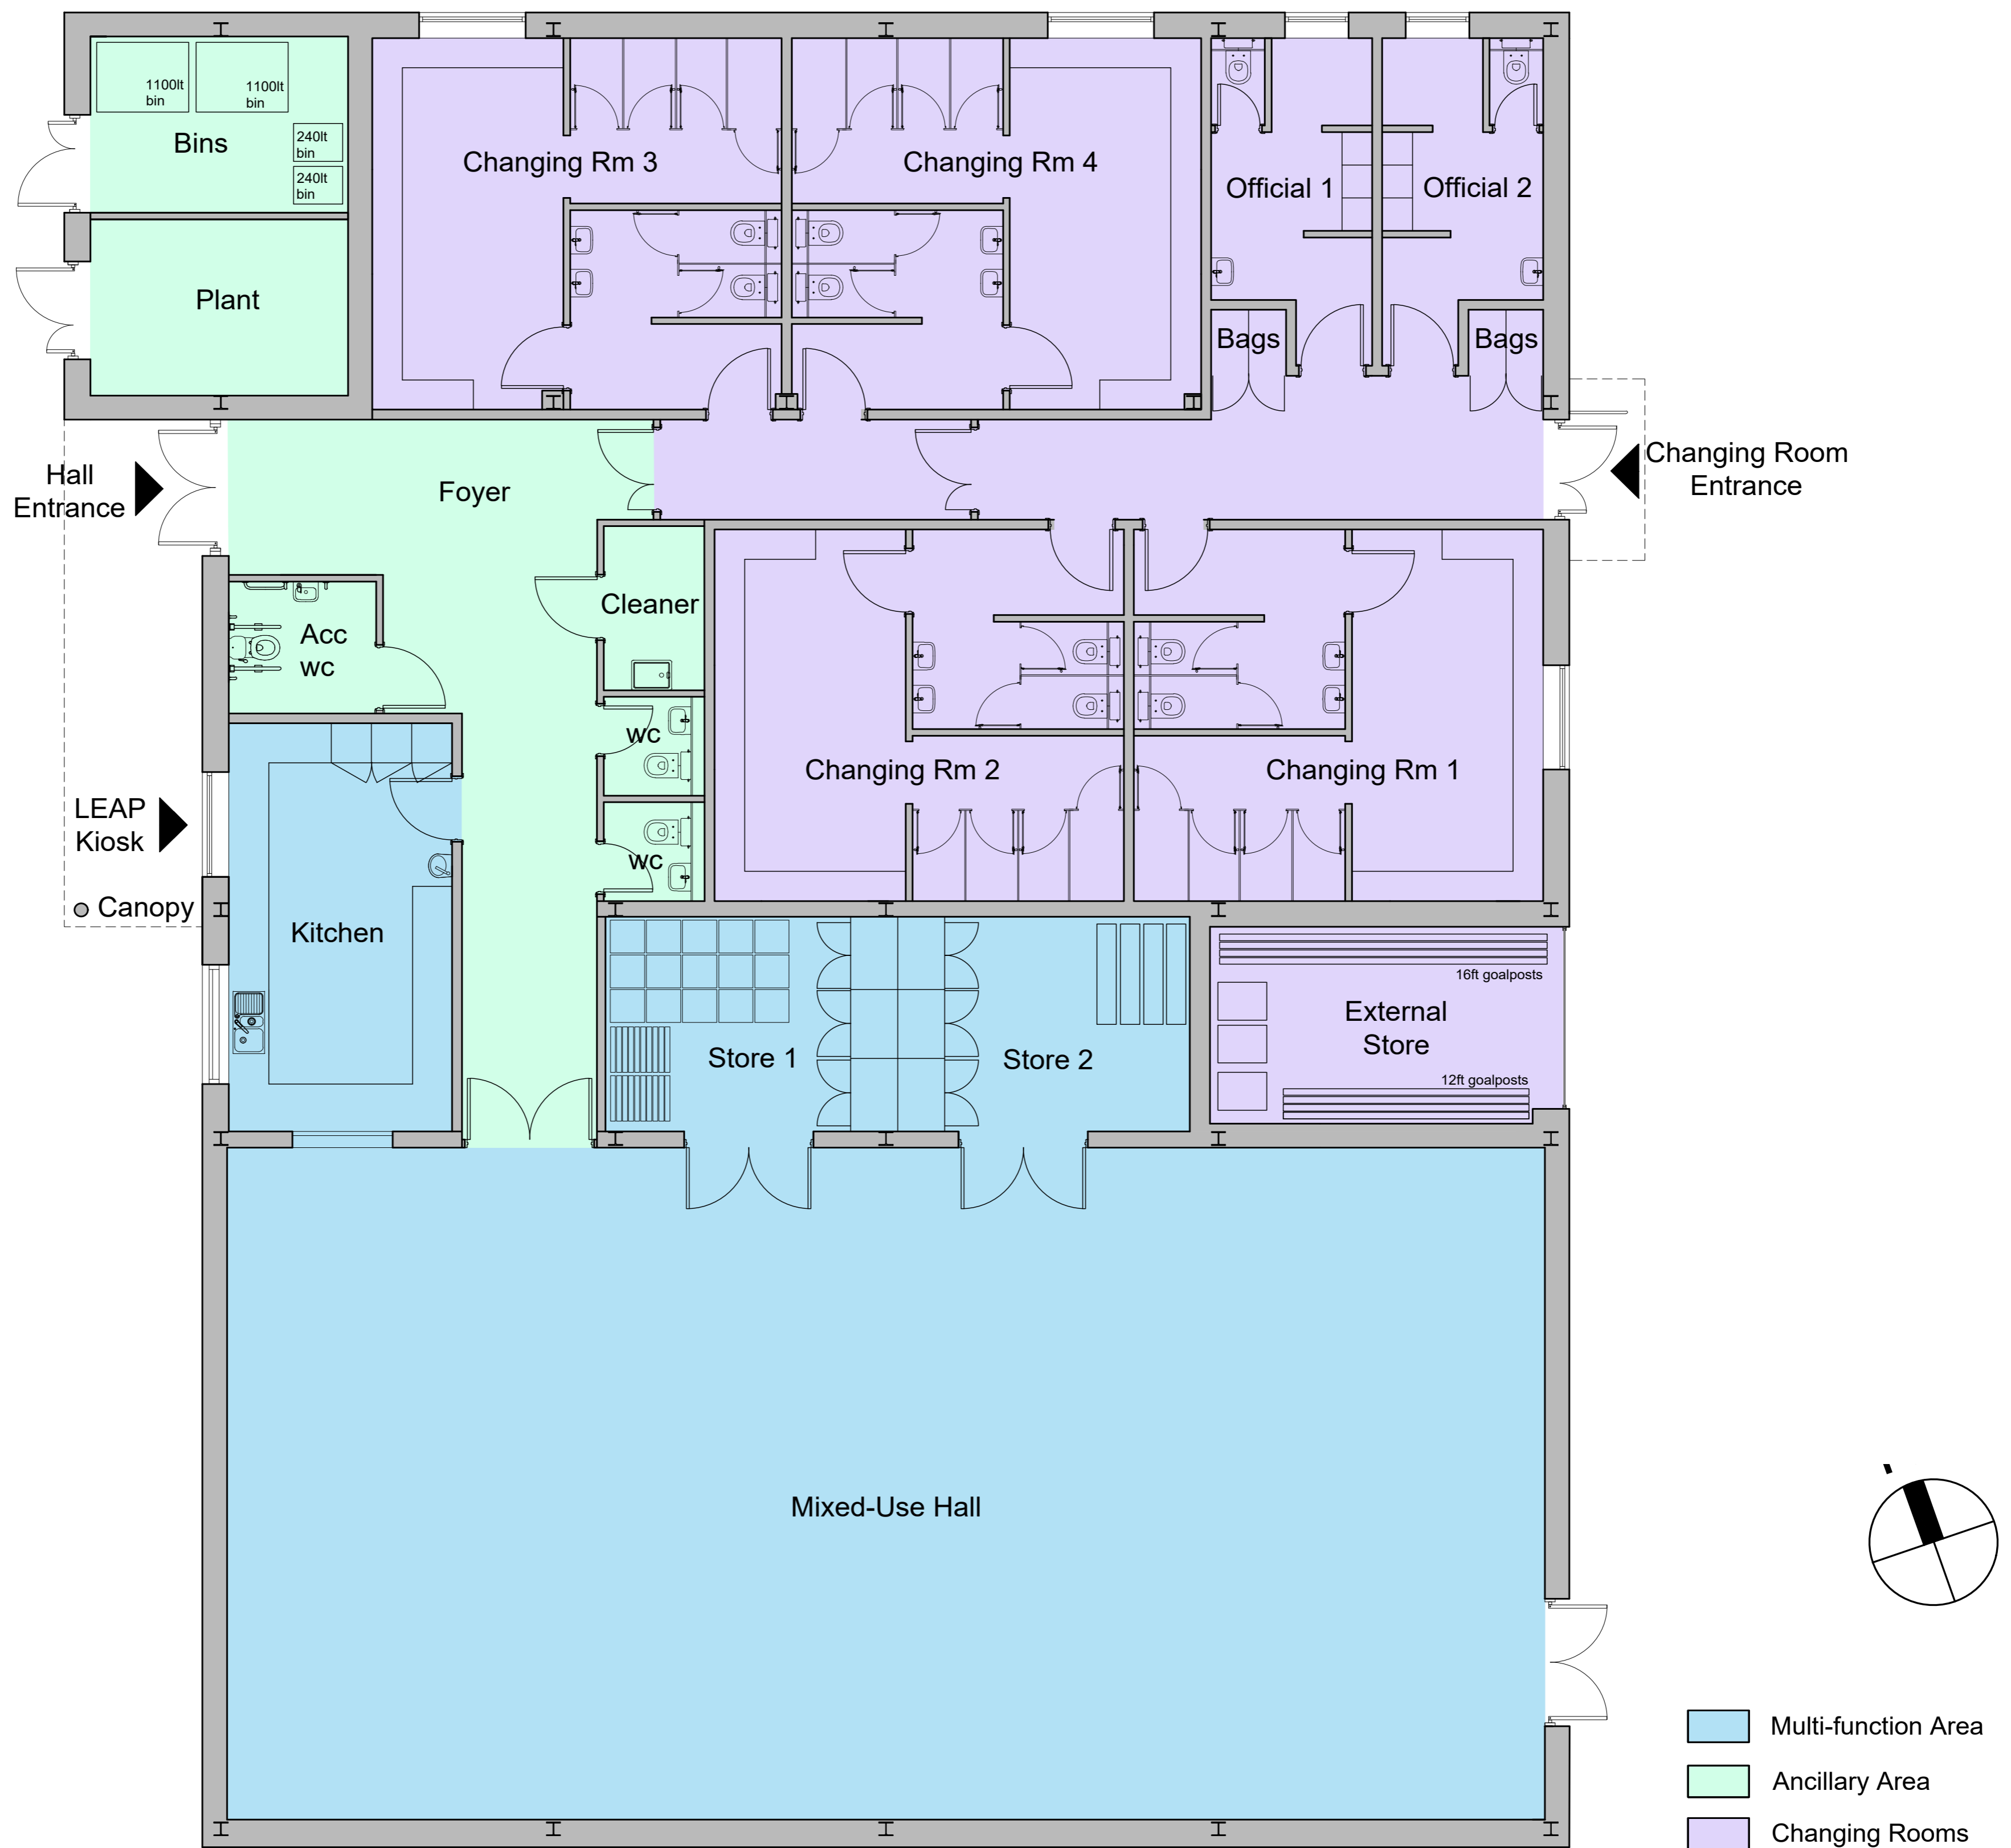 1100lt
bin
1100lt
bin
240lt
bin
240lt
bin
Bins
Plant
Changing Rm 3
Changing Rm 4
Official 1
Official 2
Bags
Bags
Hall
Entrance
Foyer
Changing Room
Entrance
Cleaner
Acc
wc
wc
wc
Changing Rm 2
Changing Rm 1
LEAP
Kiosk
Canopy
Kitchen
Store 1
Store 2
16ft goalposts
External
Store
12ft goalposts
Mixed-Use Hall
Multi-function Area
Ancillary Area
Changing Rooms